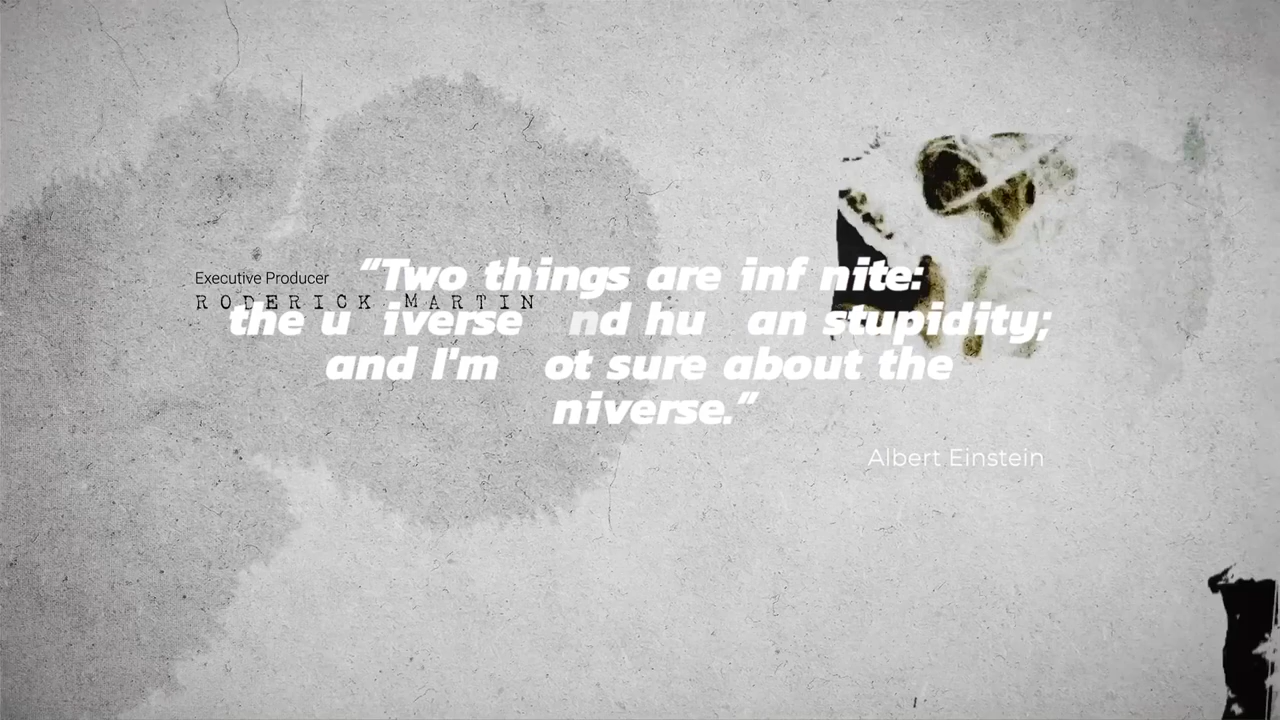 Executive Producer
RODERICK MARTIN
“Two things are inf nite:
the u iverse nd hu an stupidity;
and I'm ot sure about the
niverse.”
Albert Einstein